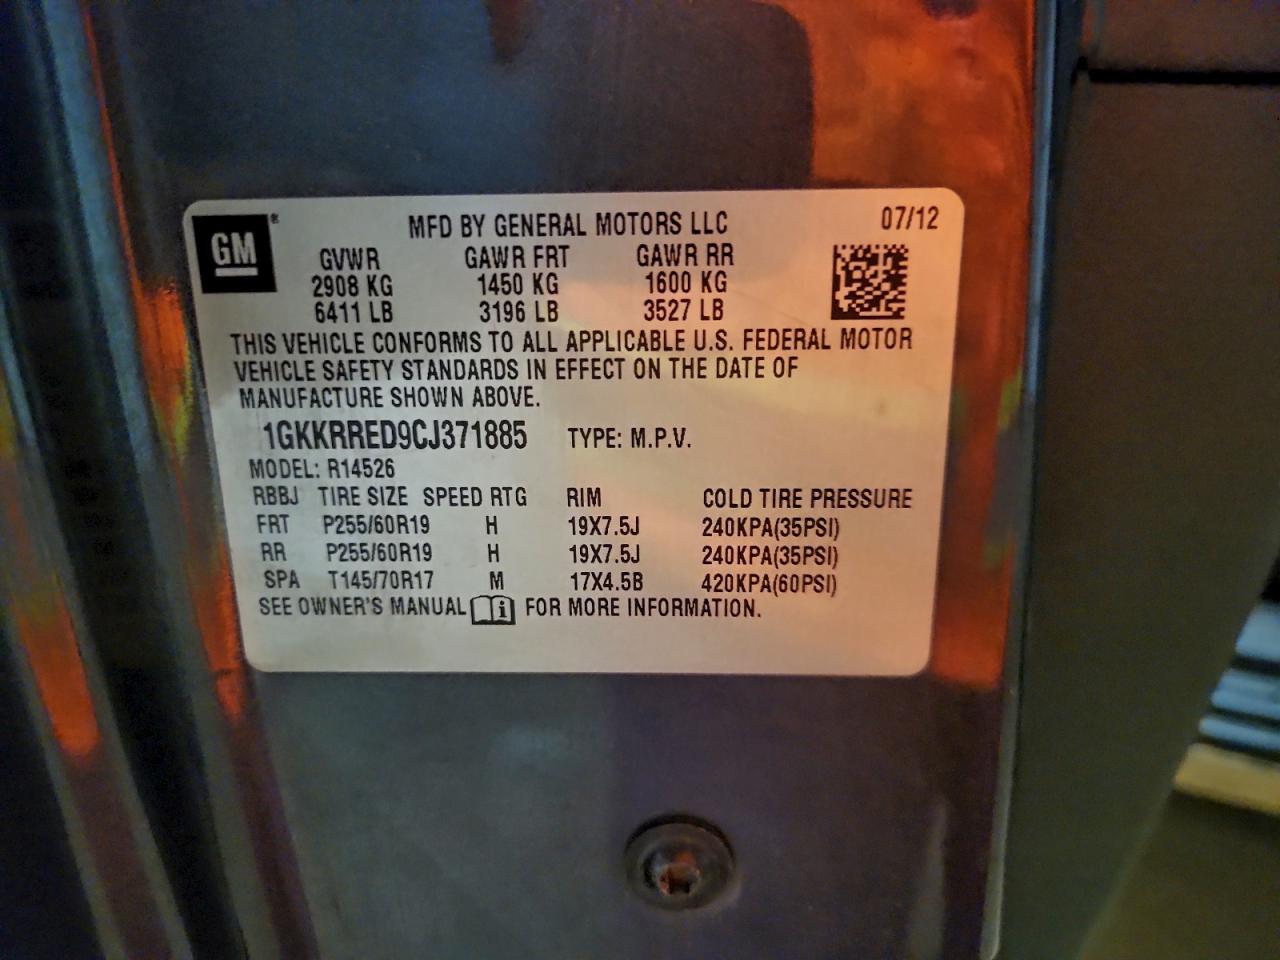 GM ® MFD BY GENERAL MOTORS LLC 07/12
GVWR GAWR FRT GAWR RR
2908 KG 1450 KG 1600 KG
6411 LB 3196 LB 3527 LB
THIS VEHICLE CONFORMS TO ALL APPLICABLE U.S. FEDERAL MOTOR
VEHICLE SAFETY STANDARDS IN EFFECT ON THE DATE OF
MANUFACTURE SHOWN ABOVE.
1GKKRRED9CJ371885 TYPE: M.P.V.
MODEL: R14526
RBBJ TIRE SIZE SPEED RTG RIM COLD TIRE PRESSURE
FRT P255/60R19 H 19X7.5J 240KPA(35PSI)
RR P255/60R19 H 19X7.5J 240KPA(35PSI)
SPA T145/70R17 M 17X4.5B 420KPA(60PSI)
SEE OWNER'S MANUAL i FOR MORE INFORMATION.